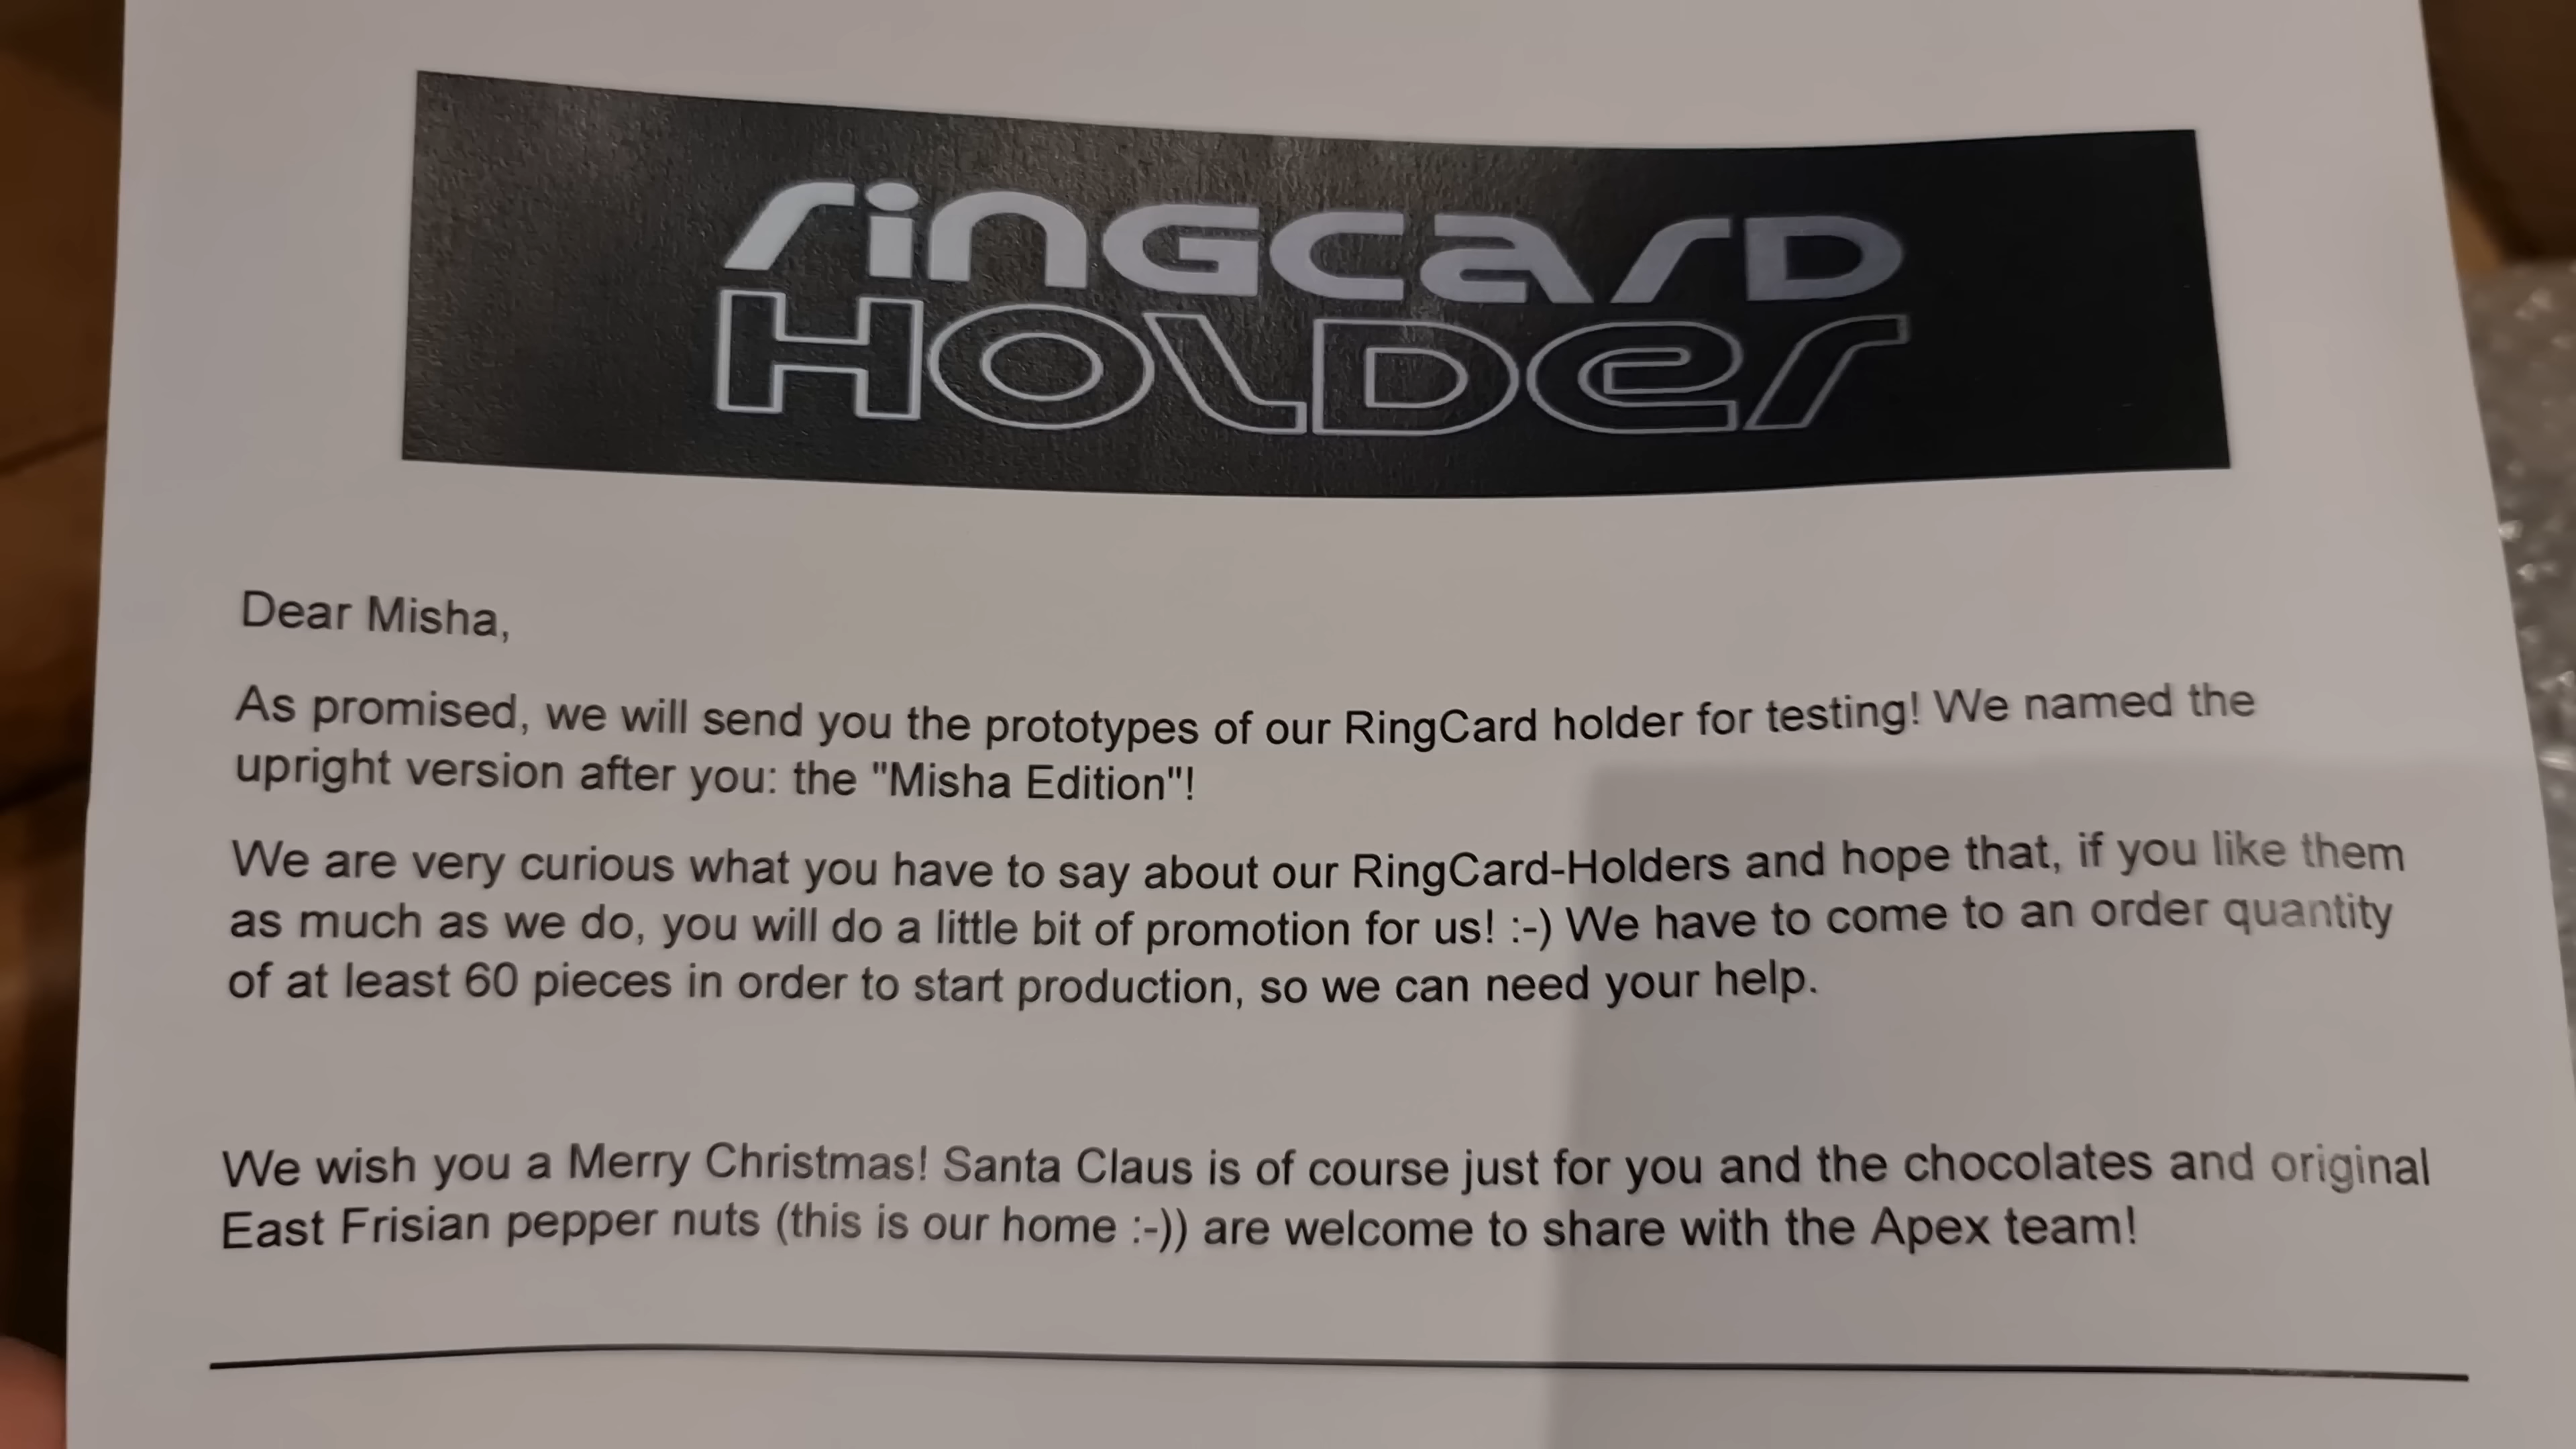 RINGCARD
HOLDER
Dear Misha,
As promised, we will send you the prototypes of our RingCard holder for testing! We named the
upright version after you: the "Misha Edition"!
We are very curious what you have to say about our RingCard-Holders and hope that, if you like them
as much as we do, you will do a little bit of promotion for us! :-) We have to come to an order quantity
of at least 60 pieces in order to start production, so we can need your help.
We wish you a Merry Christmas! Santa Claus is of course just for you and the chocolates and original
East Frisian pepper nuts (this is our home :-)) are welcome to share with the Apex team!